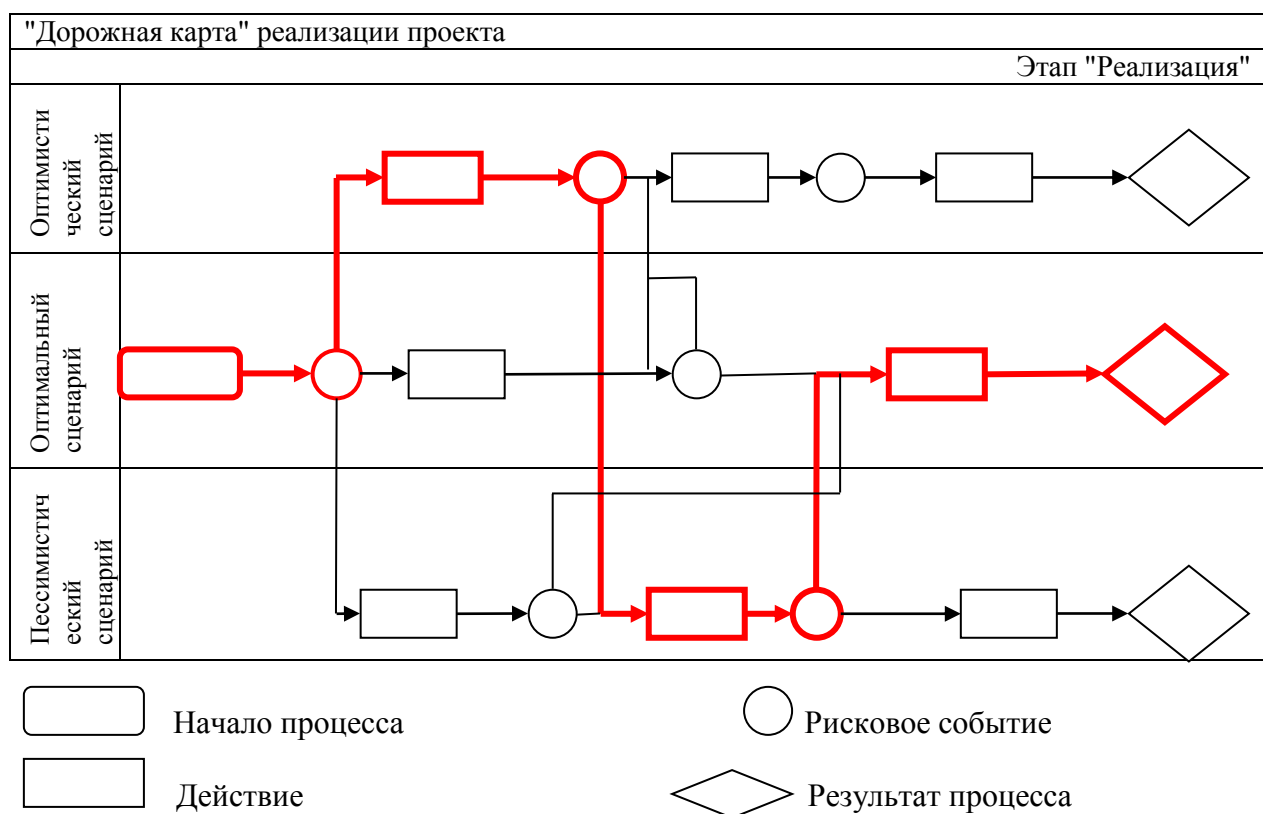 "Дорожная карта" реализации проекта
Этап "Реализация"
Оптимисти
ческий
сценарий
Оптимальный
сценарий
Пессимистич
еский
сценарий
Начало процесса
Рисковое событие
Действие
Результат процесса